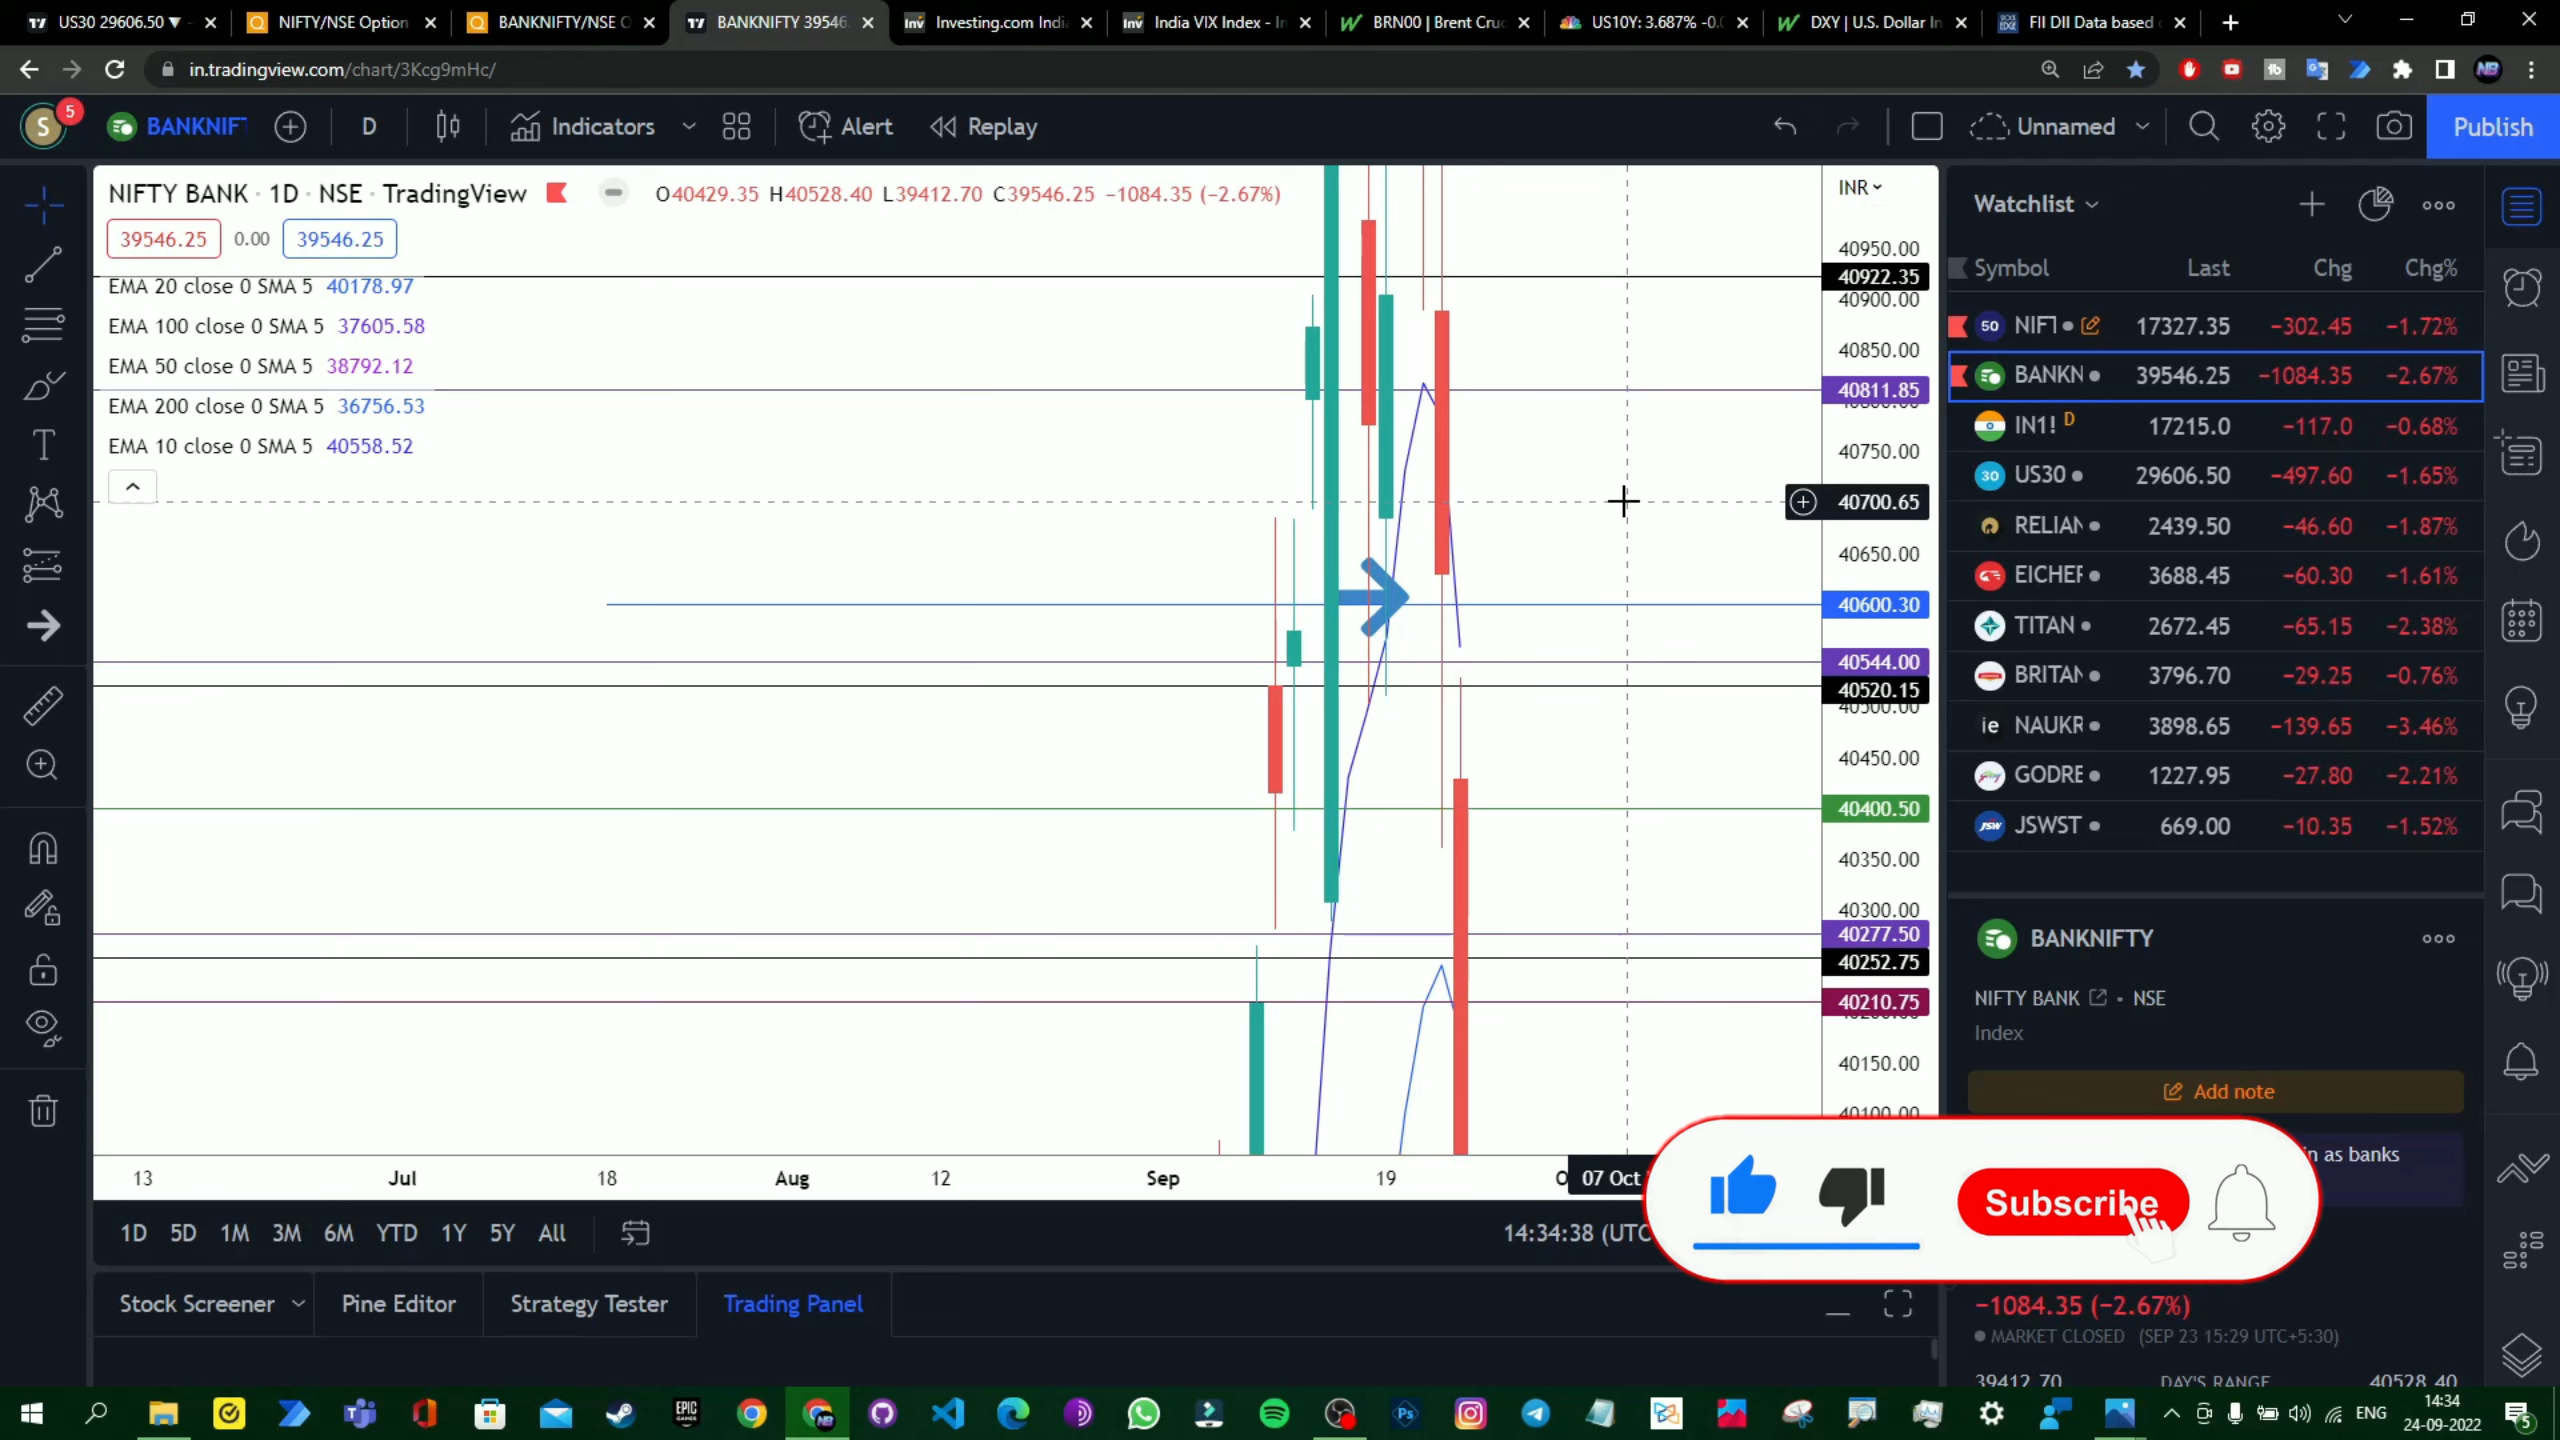 US30 29606.50 ▼
NIFTY/NSE Option
BANKNIFTY/NSE O
BANKNIFTY 39546
Investing.com Indi
India VIX Index - In
BRN00 | Brent Cru
US10Y: 3.687% -0.0
DXY | U.S. Dollar In
FII DII Data based
in.tradingview.com/chart/3Kcg9mHc/
S 5
BANKNIFT
D
Indicators
Alert
Replay
Unnamed
Publish
NIFTY BANK · 1D · NSE · TradingView
O40429.35 H40528.40 L39412.70 C39546.25 −1084.35 (−2.67%)
39546.25 0.00 39546.25
EMA 20 close 0 SMA 5 40178.97
EMA 100 close 0 SMA 5 37605.58
EMA 50 close 0 SMA 5 38792.12
EMA 200 close 0 SMA 5 36756.53
EMA 10 close 0 SMA 5 40558.52
INR
40950.00
40922.35
40900.00
40850.00
40811.85
40750.00
40700.65
40650.00
40600.30
40544.00
40520.15
40500.00
40450.00
40400.50
40350.00
40300.00
40277.50
40252.75
40210.75
40150.00
40100.00
13 Jul 18 Aug 12 Sep 19 07 Oct
1D 5D 1M 3M 6M YTD 1Y 5Y All
14:34:38 (UTC
Stock Screener
Pine Editor
Strategy Tester
Trading Panel
Watchlist
Symbol Last Chg Chg%
50 NIFT 17327.35 −302.45 −1.72%
BANKN 39546.25 −1084.35 −2.67%
IN1! D 17215.0 −117.0 −0.68%
30 US30 29606.50 −497.60 −1.65%
RELIAN 2439.50 −46.60 −1.87%
EICHER 3688.45 −60.30 −1.61%
TITAN 2672.45 −65.15 −2.38%
BRITAN 3796.70 −29.25 −0.76%
ie NAUKR 3898.65 −139.65 −3.46%
GODRE 1227.95 −27.80 −2.21%
JSW JSWST 669.00 −10.35 −1.52%
BANKNIFTY
NIFTY BANK · NSE
Index
Add note
n as banks
Subscribe
−1084.35 (−2.67%)
MARKET CLOSED (SEP 23 15:29 UTC+5:30)
39412.70 DAY'S RANGE 40528.40
EPIC GAMES
Ps
ENG
14:34
24-09-2022
5